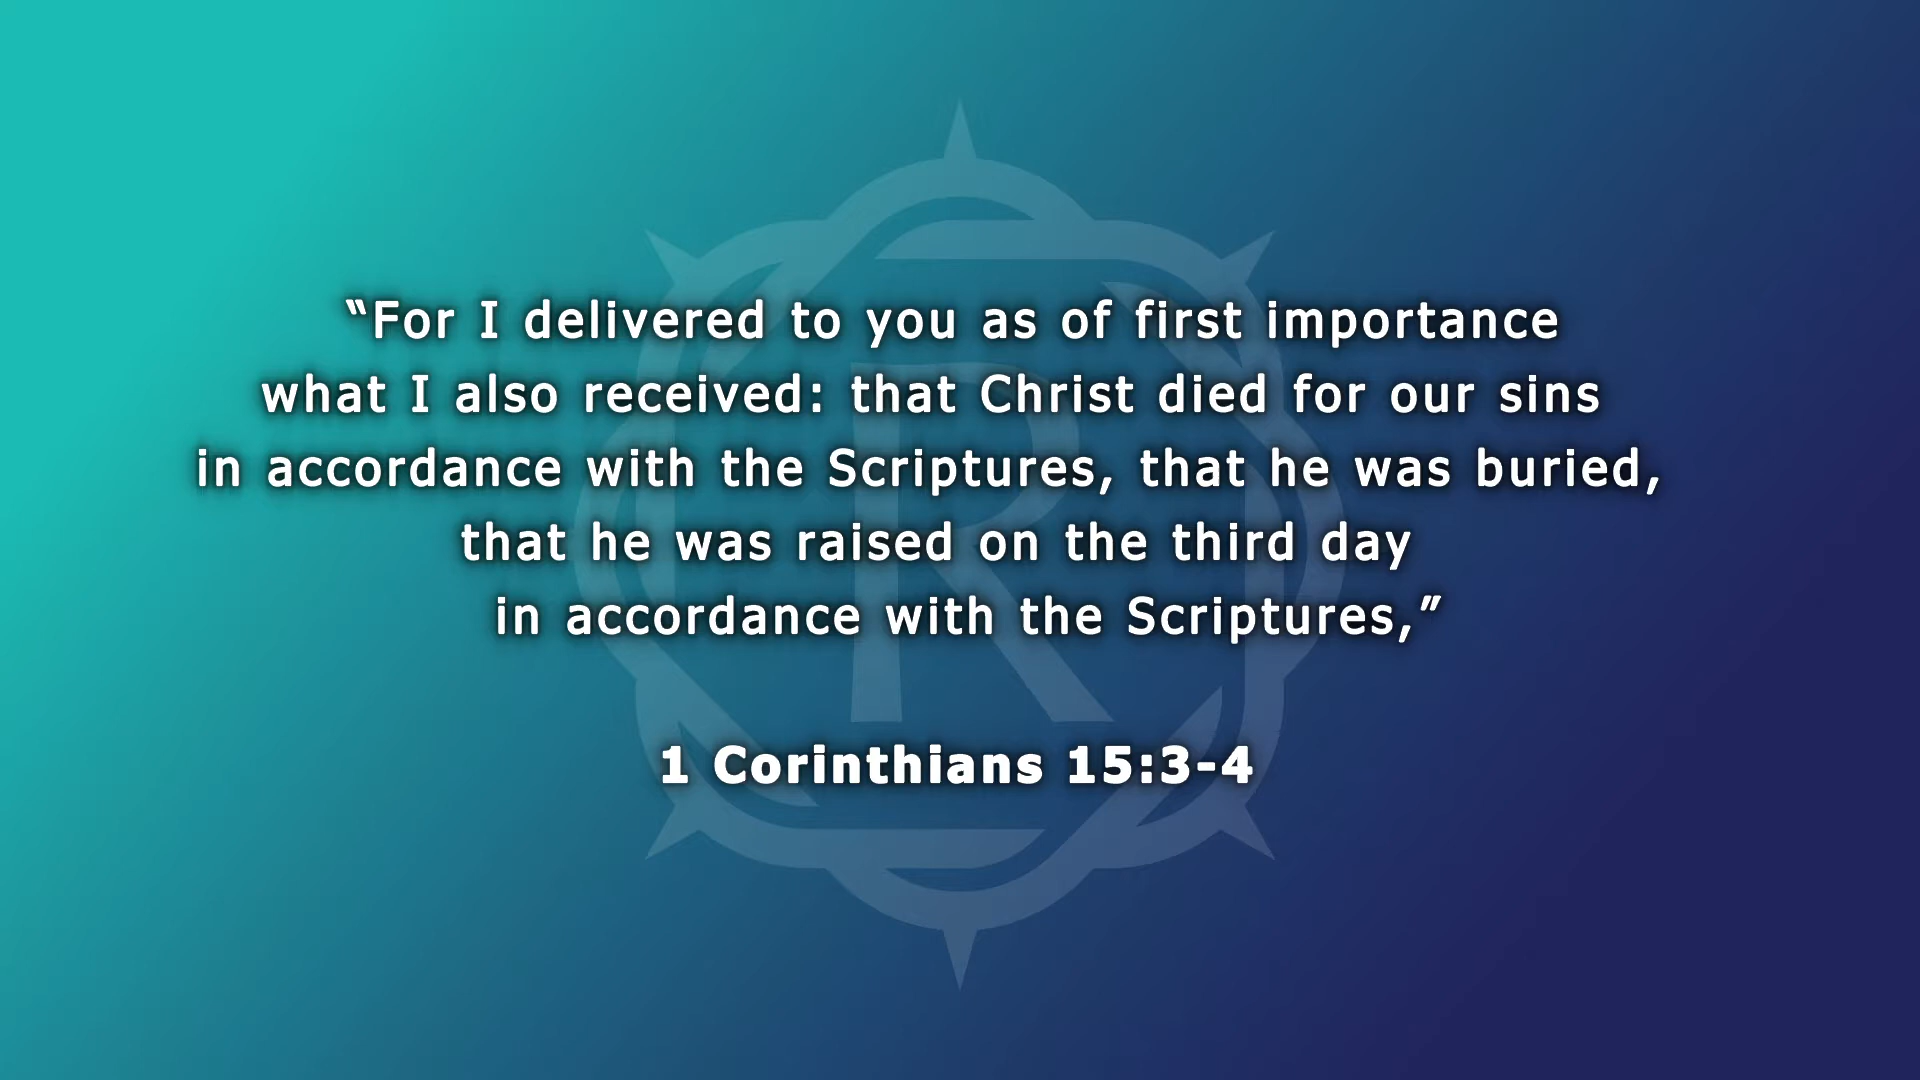 “For I delivered to you as of first importance
what I also received: that Christ died for our sins
in accordance with the Scriptures, that he was buried,
that he was raised on the third day
in accordance with the Scriptures,”
1 Corinthians 15:3-4
R